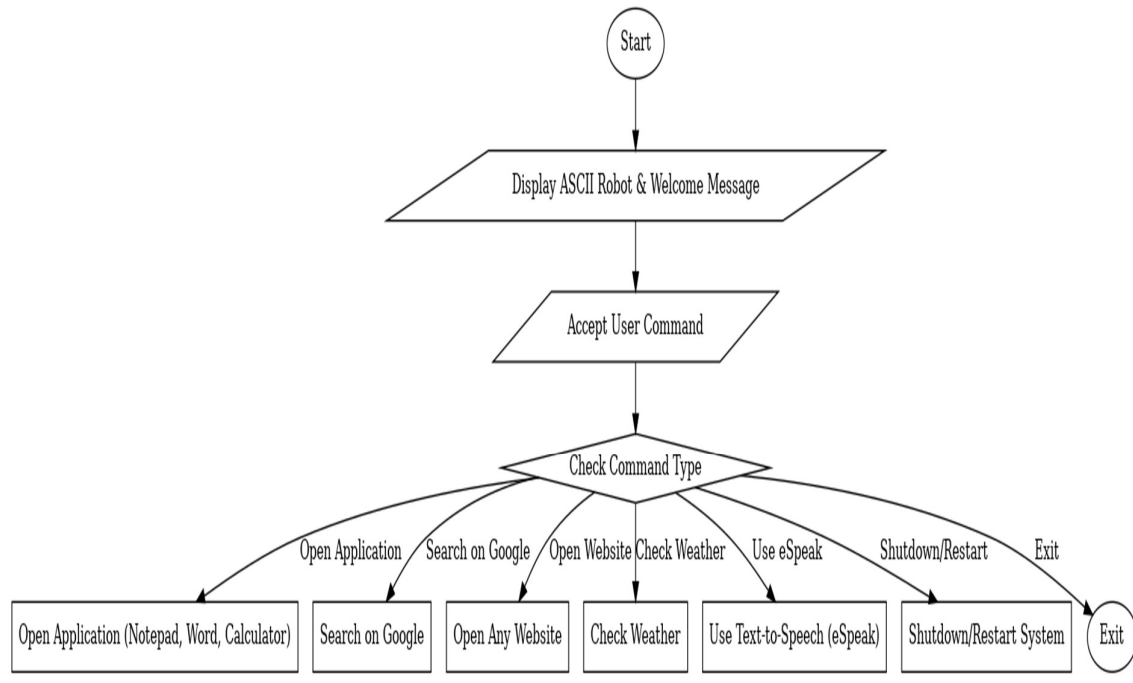 Start
Display ASCII Robot & Welcome Message
Accept User Command
Check Command Type
Open Application
Search on Google
Open Website
Check Weather
Use eSpeak
Shutdown/Restart
Exit
Open Application (Notepad, Word, Calculator)
Search on Google
Open Any Website
Check Weather
Use Text-to-Speech (eSpeak)
Shutdown/Restart System
Exit